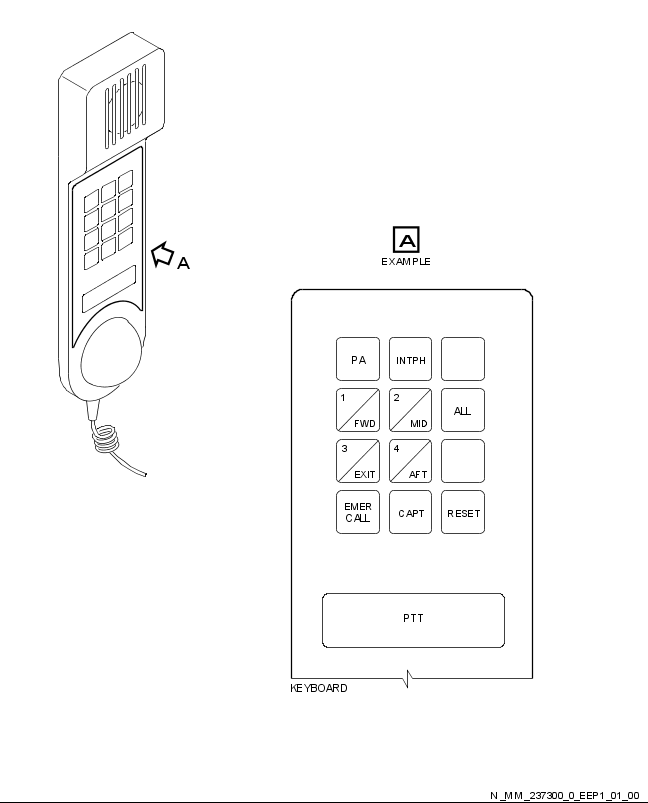 A
EXAMPLE
A
PA INTPH
1 FWD 2 MID ALL
3 EXIT 4 AFT
EMER CALL CAPT RESET
PTT
KEYBOARD
N_MM_237300_0_EEP1_01_00